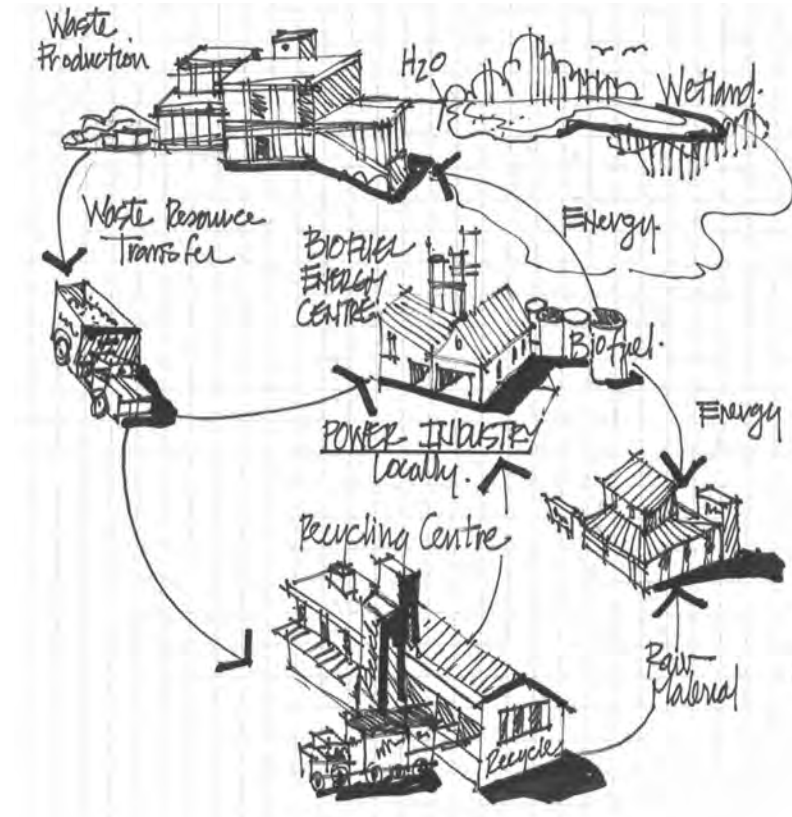 Waste
Production
H2O
Wetland.
Waste Resource
Transfer
Energy.
BIOFUEL
ENERGY
CENTRE
Biofuel.
Energy
POWER INDUSTRY
Locally.
Recycling Centre
Raw
Material
Recycles